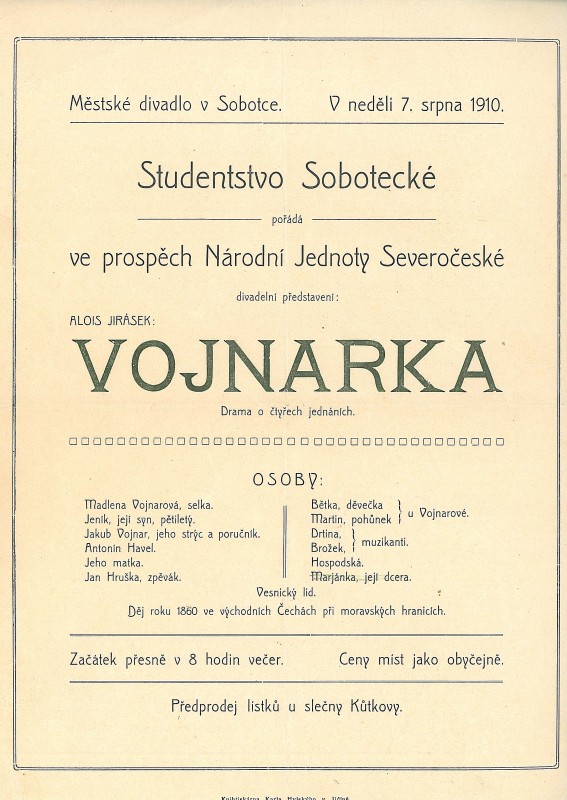 Městské divadlo v Sobotce. V neděli 7. srpna 1910.
Studentstvo Sobotecké
pořádá
ve prospěch Národní Jednoty Severočeské
divadelní představení:
ALOIS JIRÁSEK:
VOJNARKA
Drama o čtyřech jednáních.
OSOBY:
Madlena Vojnarová, selka.
Jeník, její syn, pětiletý.
Jakub Vojnar, jeho strýc a poručník.
Antonín Havel.
Jeho matka.
Jan Hruška, zpěvák.
Bětka, děvečka
Martin, pohůnek } u Vojnarové.
Drtina,
Brožek, } muzikanti.
Hospodská.
Marjánka, její dcera.
Vesnický lid.
Děj roku 1860 ve východních Čechách při moravských hranicích.
Začátek přesně v 8 hodin večer. Ceny míst jako obyčejně.
Předprodej lístků u slečny Kůtkovy.
Knihtiskárna Karla v Jičíně